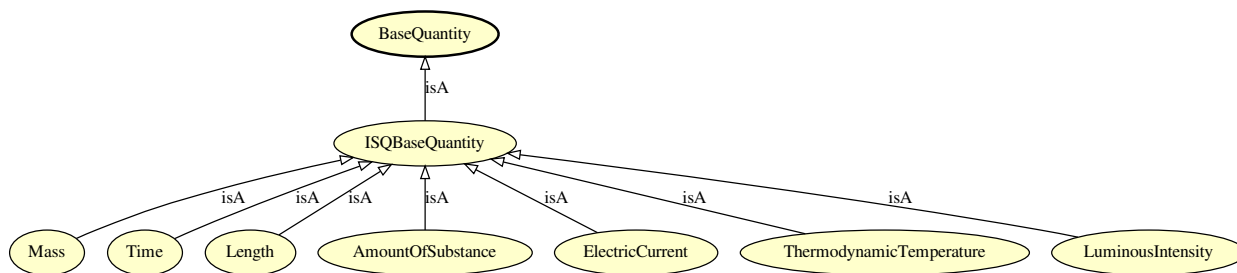 BaseQuantity
isA
ISQBaseQuantity
isA
isA
isA
isA
isA
isA
isA
Mass
Time
Length
AmountOfSubstance
ElectricCurrent
ThermodynamicTemperature
LuminousIntensity